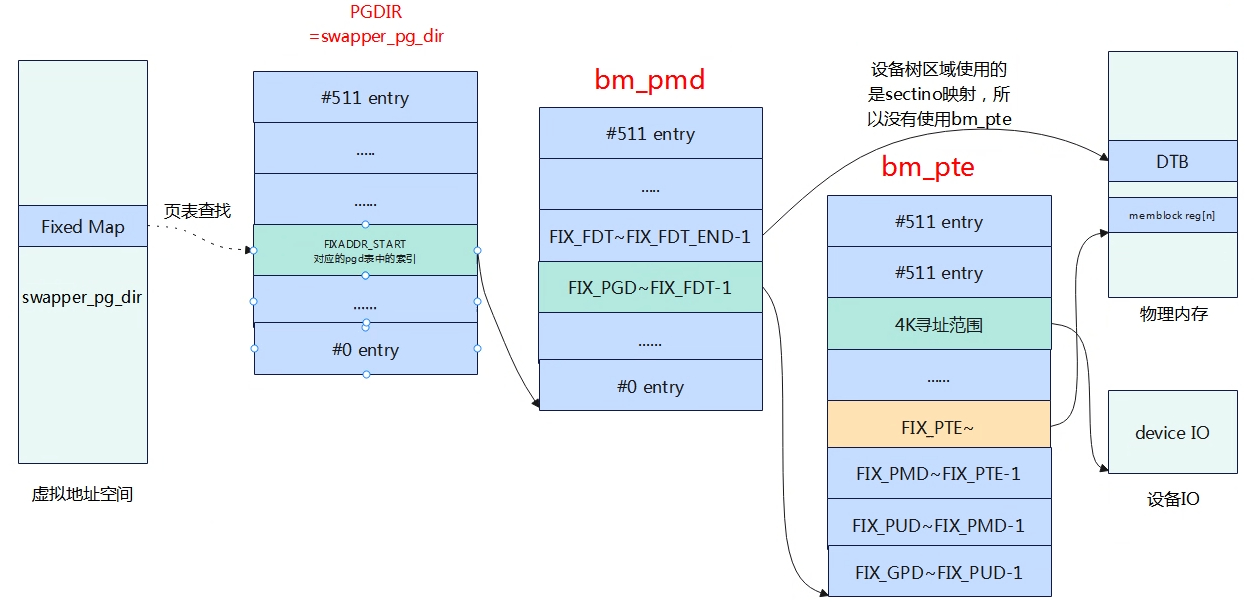 PGDIR
=swapper_pg_dir
#511 entry
.....
......
FIXADDR_START
对应的pgd表中的索引
......
#0 entry
Fixed Map
swapper_pg_dir
虚拟地址空间
页表查找
bm_pmd
#511 entry
.....
FIX_FDT~FIX_FDT_END-1
FIX_PGD~FIX_FDT-1
......
#0 entry
设备树区域使用的
是sectino映射，所
以没有使用bm_pte
bm_pte
#511 entry
#511 entry
4K寻址范围
......
FIX_PTE~
FIX_PMD~FIX_PTE-1
FIX_PUD~FIX_PMD-1
FIX_GPD~FIX_PUD-1
DTB
memblock reg[n]
物理内存
device IO
设备IO